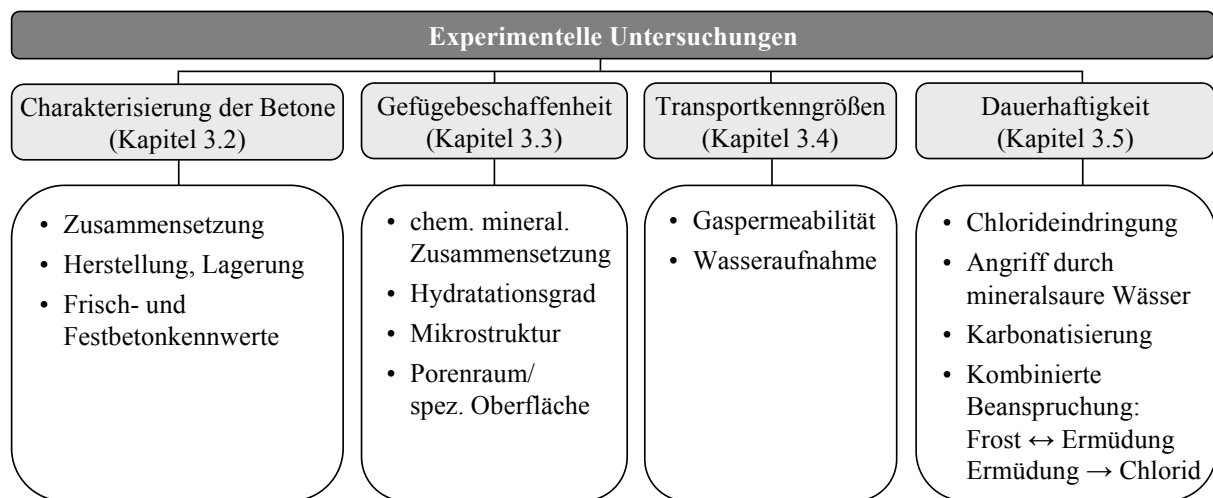 Experimentelle Untersuchungen
Charakterisierung der Betone
(Kapitel 3.2)
• Zusammensetzung
• Herstellung, Lagerung
• Frisch- und
Festbetonkennwerte
Gefügebeschaffenheit
(Kapitel 3.3)
• chem. mineral.
Zusammensetzung
• Hydratationsgrad
• Mikrostruktur
• Porenraum/
spez. Oberfläche
Transportkenngrößen
(Kapitel 3.4)
• Gaspermeabilität
• Wasseraufnahme
Dauerhaftigkeit
(Kapitel 3.5)
• Chlorideindringung
• Angriff durch
mineralsaure Wässer
• Karbonatisierung
• Kombinierte
Beanspruchung:
Frost ↔ Ermüdung
Ermüdung → Chlorid